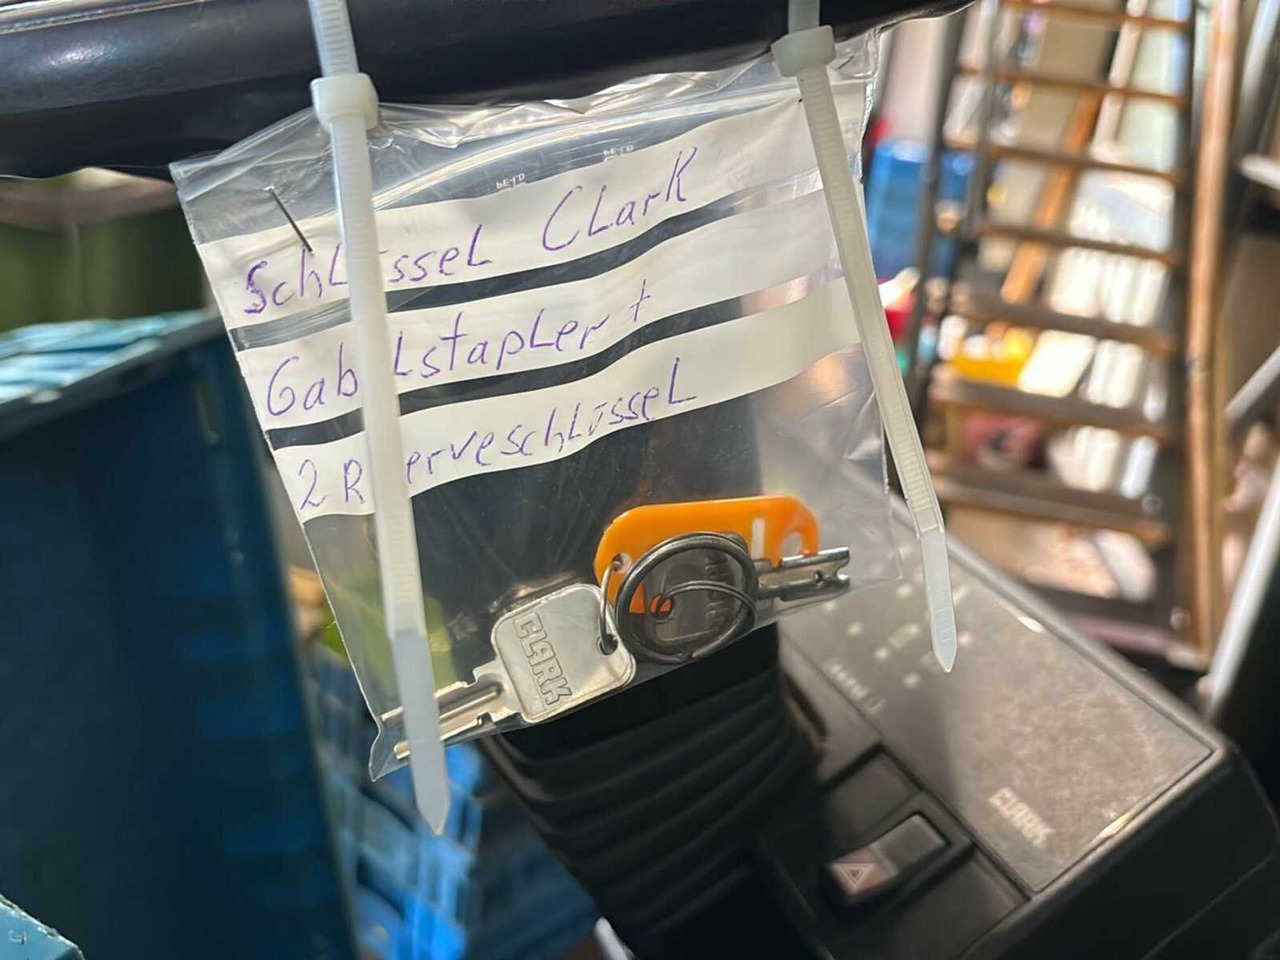 Schlüssel Clark
Gabelstapler +
2 Reserveschlüssel
CLARK
CLARK